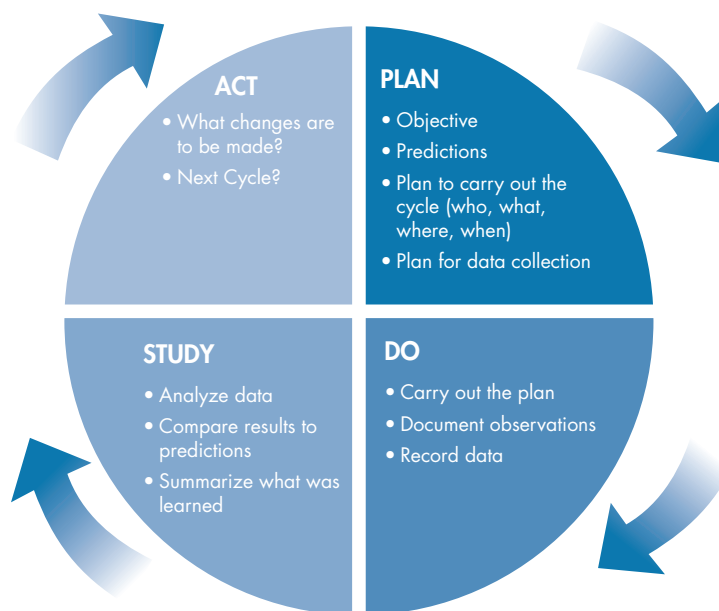 ACT
• What changes are
to be made?
• Next Cycle?
PLAN
• Objective
• Predictions
• Plan to carry out the
cycle (who, what,
where, when)
• Plan for data collection
STUDY
• Analyze data
• Compare results to
predictions
• Summarize what was
learned
DO
• Carry out the plan
• Document observations
• Record data